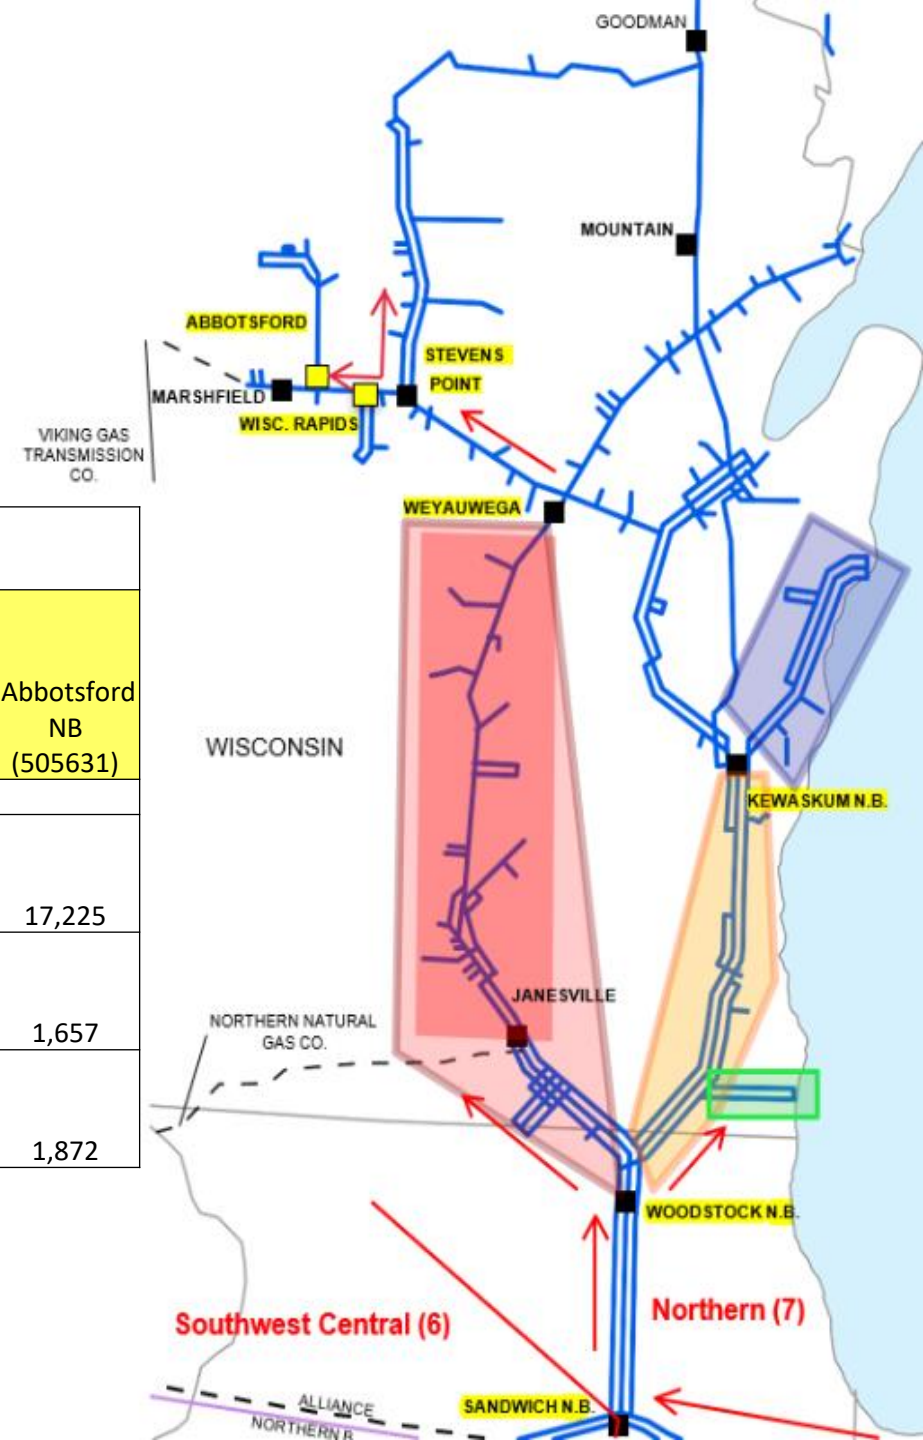 GOODMAN
MOUNTAIN
ABBOTSFORD
STEVENS
POINT
MARSHFIELD
WISC. RAPIDS
VIKING GAS
TRANSMISSION
CO.
WEYAUWEGA
Abbotsford
NB
(505631)
WISCONSIN
KEWASKUM N.B.
17,225
JANESVILLE
NORTHERN NATURAL
GAS CO.
1,657
1,872
WOODSTOCK N.B.
Southwest Central (6)
Northern (7)
SANDWICH N.B.
ALLIANCE
NORTHERN B